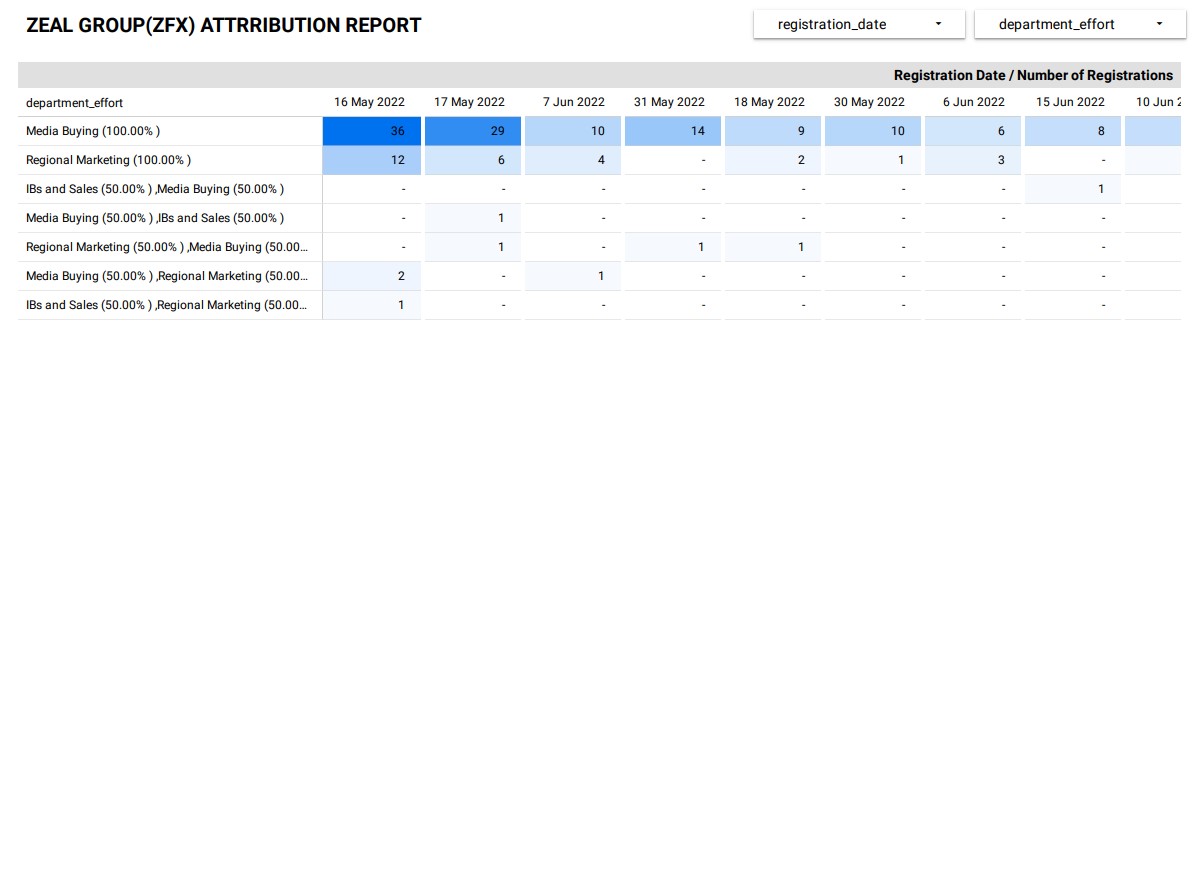 ZEAL GROUP(ZFX) ATTRRIBUTION REPORT
registration_date department_effort
Registration Date / Number of Registrations
department_effort 16 May 2022 17 May 2022 7 Jun 2022 31 May 2022 18 May 2022 30 May 2022 6 Jun 2022 15 Jun 2022 10 Jun 2
Media Buying (100.00% ) 36 29 10 14 9 10 6 8
Regional Marketing (100.00% ) 12 6 4 - 2 1 3 -
IBs and Sales (50.00% ) ,Media Buying (50.00% ) - - - - - - - 1
Media Buying (50.00% ) ,IBs and Sales (50.00% ) - 1 - - - - - -
Regional Marketing (50.00% ) ,Media Buying (50.00... - 1 - 1 1 - - -
Media Buying (50.00% ) ,Regional Marketing (50.00... 2 - 1 - - - - -
IBs and Sales (50.00% ) ,Regional Marketing (50.00... 1 - - - - - - -